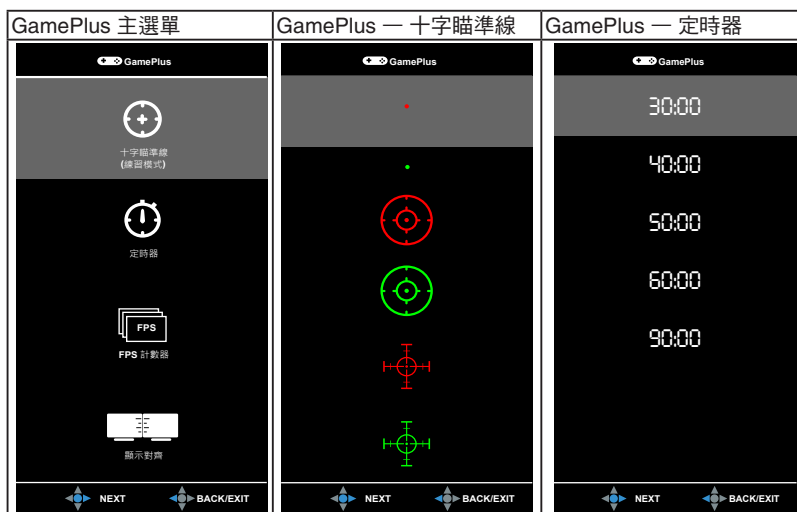 GamePlus 主選單
GamePlus — 十字瞄準線
GamePlus — 定時器
GamePlus
十字瞄準線
(練習模式)
定時器
FPS
FPS 計數器
顯示對齊
NEXT
BACK/EXIT
GamePlus
NEXT
BACK/EXIT
GamePlus
30:00
40:00
50:00
60:00
90:00
NEXT
BACK/EXIT